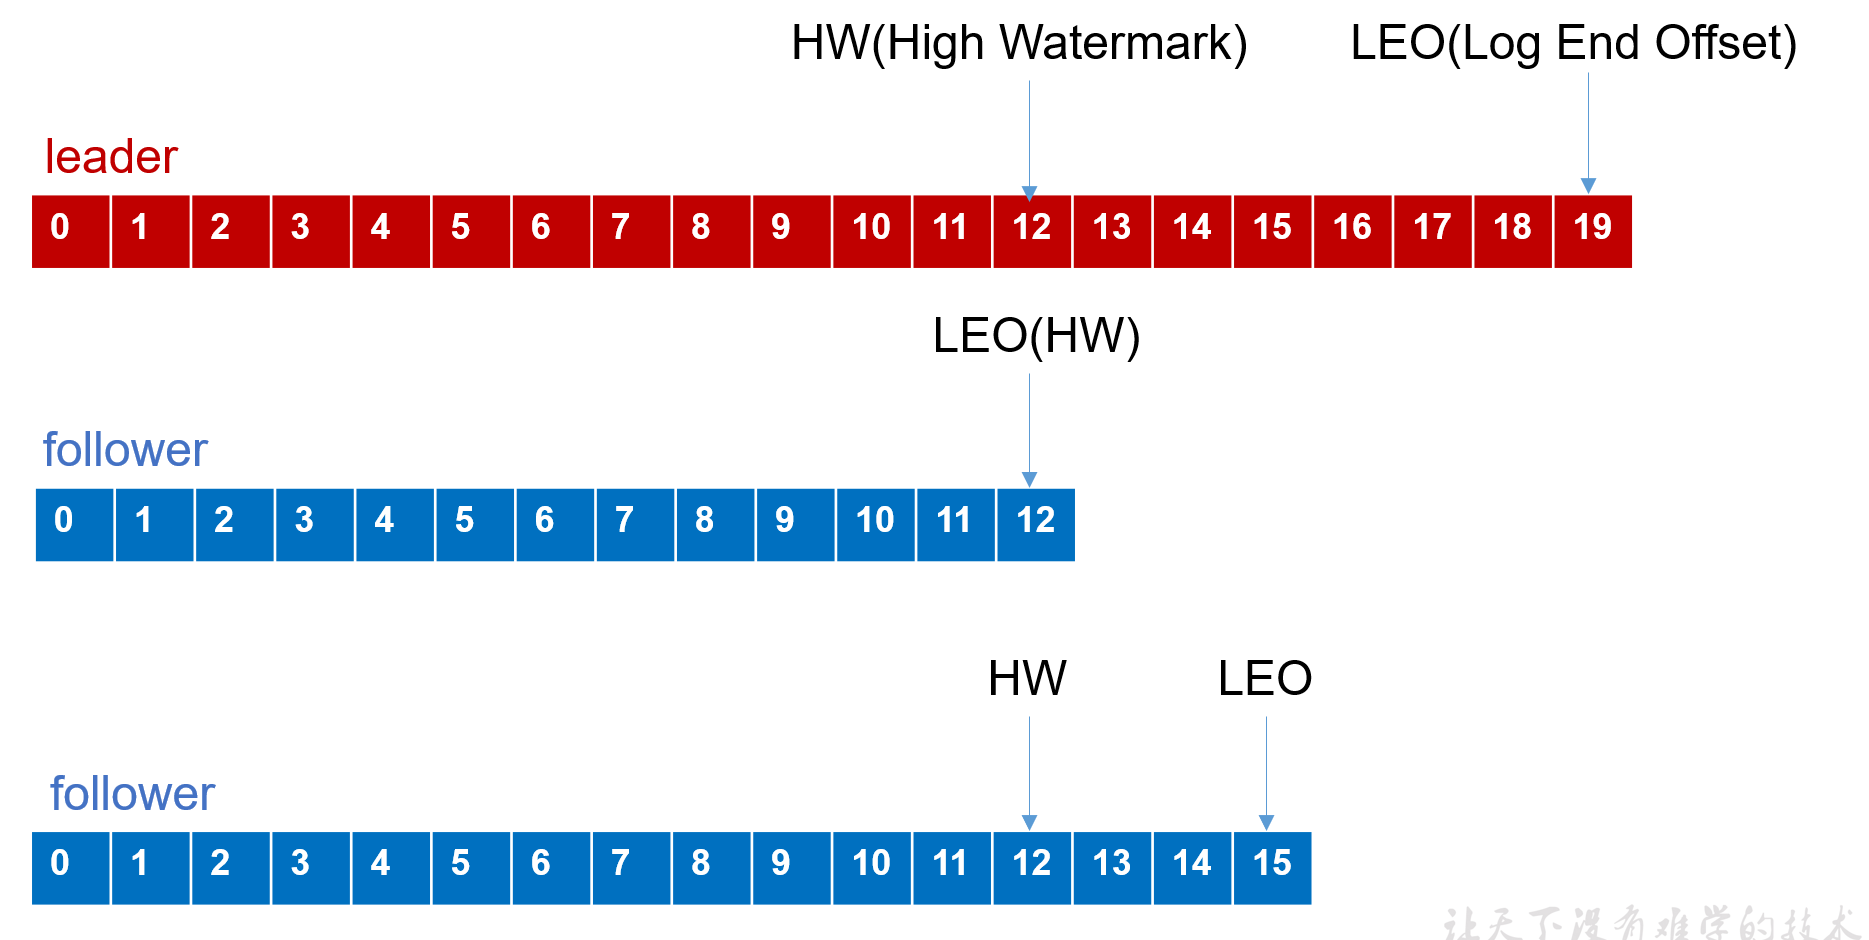 HW(High Watermark) LEO(Log End Offset)
leader
0 1 2 3 4 5 6 7 8 9 10 11 12 13 14 15 16 17 18 19
LEO(HW)
follower
0 1 2 3 4 5 6 7 8 9 10 11 12
HW LEO
follower
0 1 2 3 4 5 6 7 8 9 10 11 12 13 14 15
让天下没有难学的技术